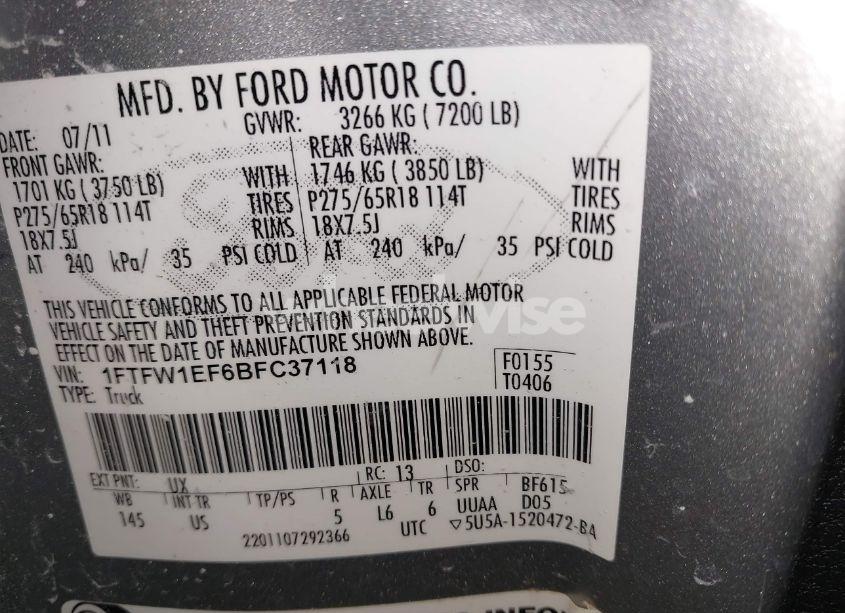 MFD. BY FORD MOTOR CO.
DATE: 07/11 GVWR: 3266 KG ( 7200 LB)
FRONT GAWR: REAR GAWR:
1701 KG ( 3750 LB) WITH 1746 KG ( 3850 LB) WITH
P275/65R18 114T TIRES P275/65R18 114T TIRES
18X7.5J RIMS 18X7.5J RIMS
AT 240 kPa/ 35 PSI COLD AT 240 kPa/ 35 PSI COLD
THIS VEHICLE CONFORMS TO ALL APPLICABLE FEDERAL MOTOR
VEHICLE SAFETY AND THEFT PREVENTION STANDARDS IN
EFFECT ON THE DATE OF MANUFACTURE SHOWN ABOVE.
VIN: 1FTFW1EF6BFC37118 F0155
TYPE: Truck T0406
EXT PNT: UX RC: 13 DSO:
WB INT TR TP/PS R AXLE TR SPR BF615
145 US 5 L6 6 UUAA D05
2201107292366 UTC ▽5U5A-1520472-BA